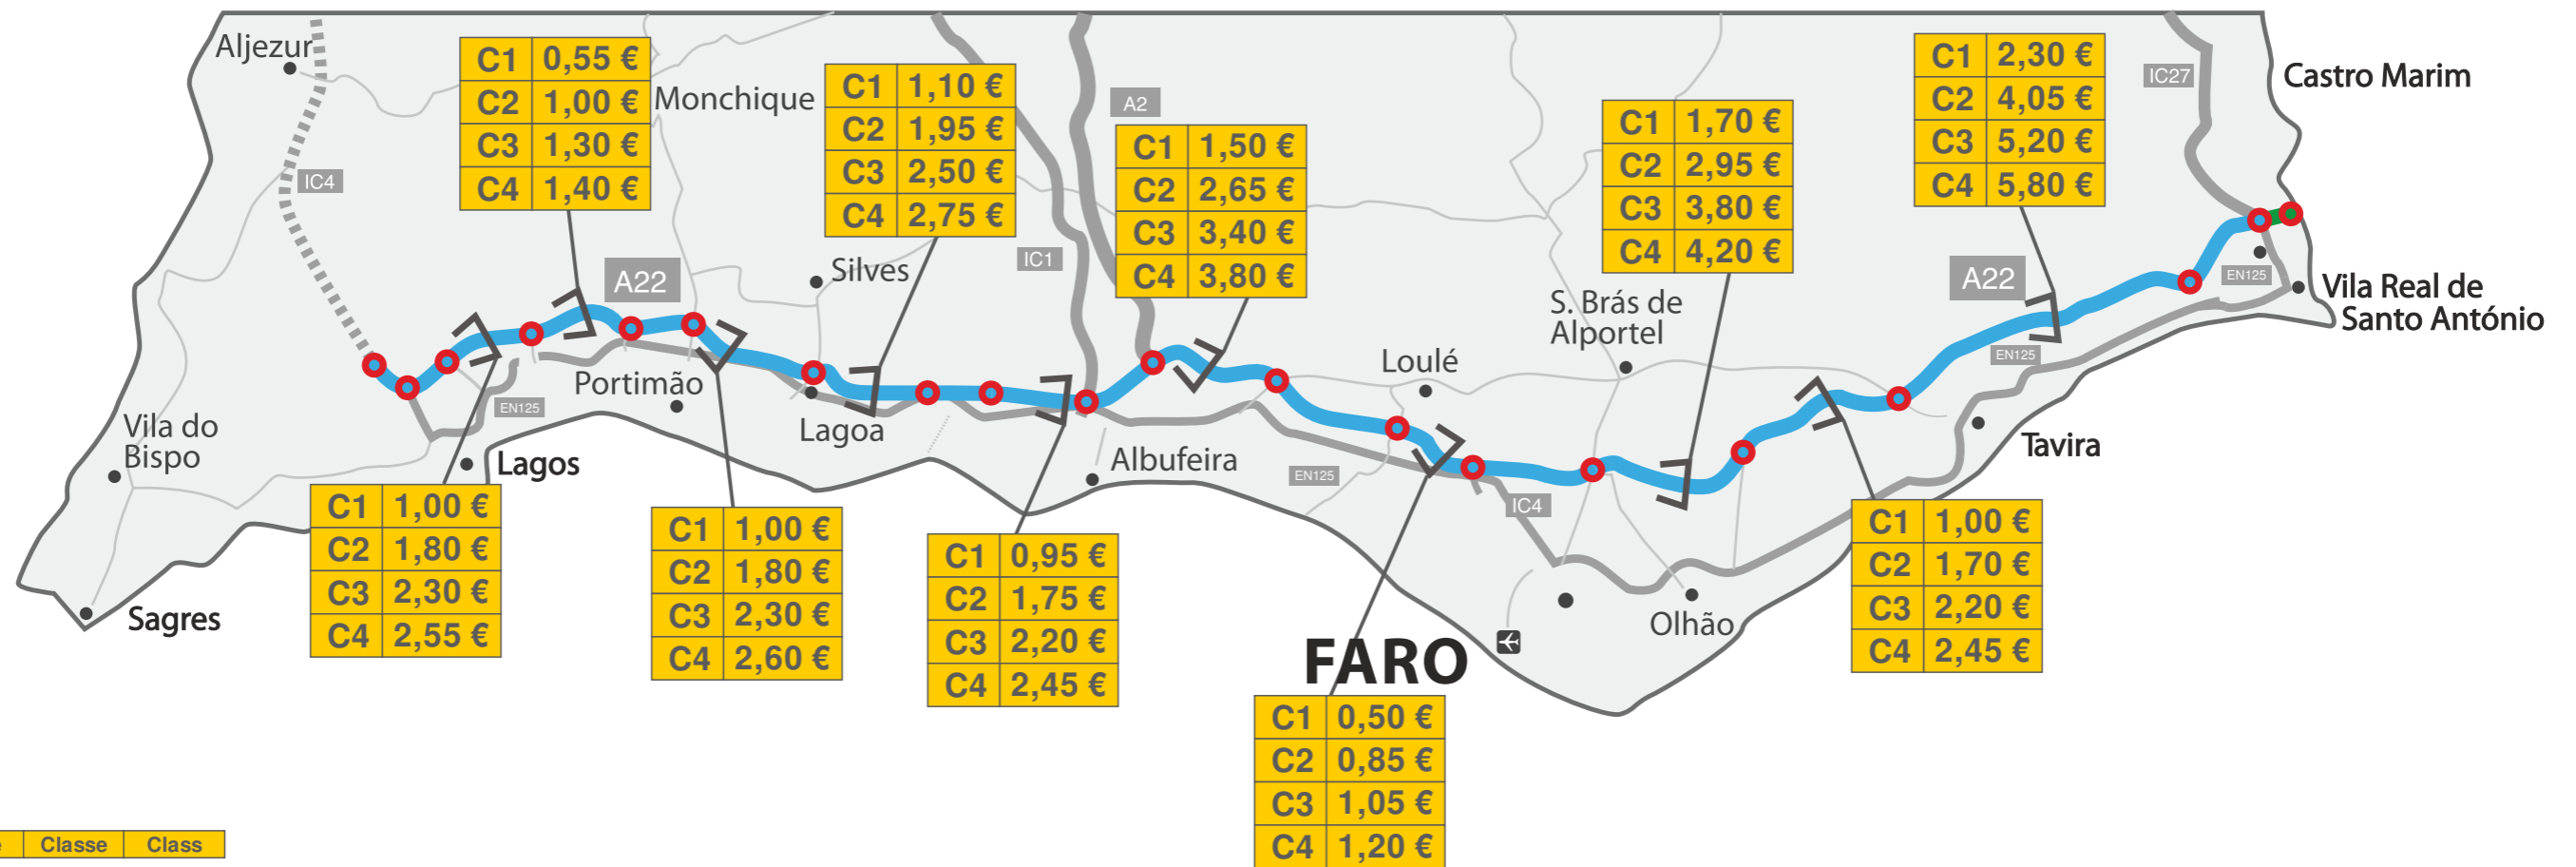 Aljezur
IC4
C1 0,55 €
C2 1,00 €
C3 1,30 €
C4 1,40 €
Monchique
C1 1,10 €
C2 1,95 €
C3 2,50 €
C4 2,75 €
A2
C1 1,50 €
C2 2,65 €
C3 3,40 €
C4 3,80 €
C1 1,70 €
C2 2,95 €
C3 3,80 €
C4 4,20 €
C1 2,30 €
C2 4,05 €
C3 5,20 €
C4 5,80 €
IC27
Castro Marim
A22
Silves
IC1
S. Brás de
Alportel
A22
EN125
Vila Real de
Santo António
Portimão
EN125
Lagoa
Loulé
EN125
Vila do
Bispo
Lagos
Albufeira
EN125
IC4
Tavira
Sagres
C1 1,00 €
C2 1,80 €
C3 2,30 €
C4 2,55 €
C1 1,00 €
C2 1,80 €
C3 2,30 €
C4 2,60 €
C1 0,95 €
C2 1,75 €
C3 2,20 €
C4 2,45 €
FARO
Olhão
C1 1,00 €
C2 1,70 €
C3 2,20 €
C4 2,45 €
C1 0,50 €
C2 0,85 €
C3 1,05 €
C4 1,20 €
Classe Class